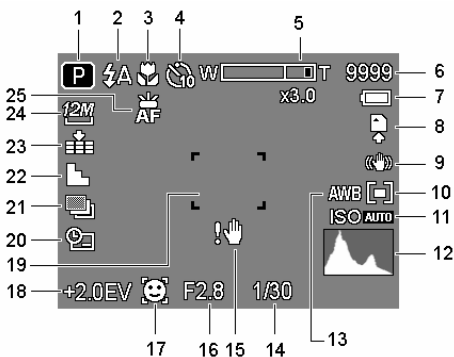 1 2 3 4 5
P A 10 W T 9999 6
25 AF x3.0 7
24 12M 8
23 9
22 AWB 10
21 ISO AUTO 11
20
19 12
18 +2.0EV F2.8 1/30 13
17 16 15 14